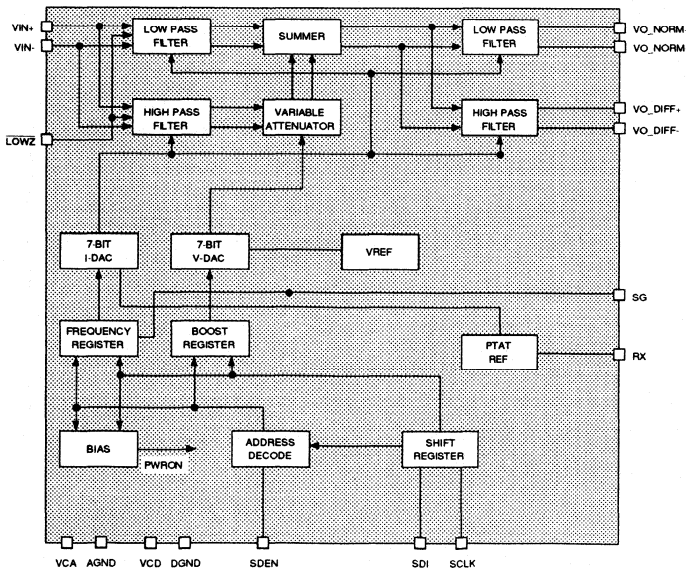 VIN+
VIN-
LOWZ
LOW PASS
FILTER
SUMMER
LOW PASS
FILTER
VO_NORM-
VO_NORM
HIGH PASS
FILTER
VARIABLE
ATTENUATOR
HIGH PASS
FILTER
VO_DIFF+
VO_DIFF-
7-BIT
I-DAC
7-BIT
V-DAC
VREF
SG
FREQUENCY
REGISTER
BOOST
REGISTER
PTAT
REF
RX
BIAS
PWRON
ADDRESS
DECODE
SHIFT
REGISTER
VCA
AGND
VCD
DGND
SDEN
SDI
SCLK